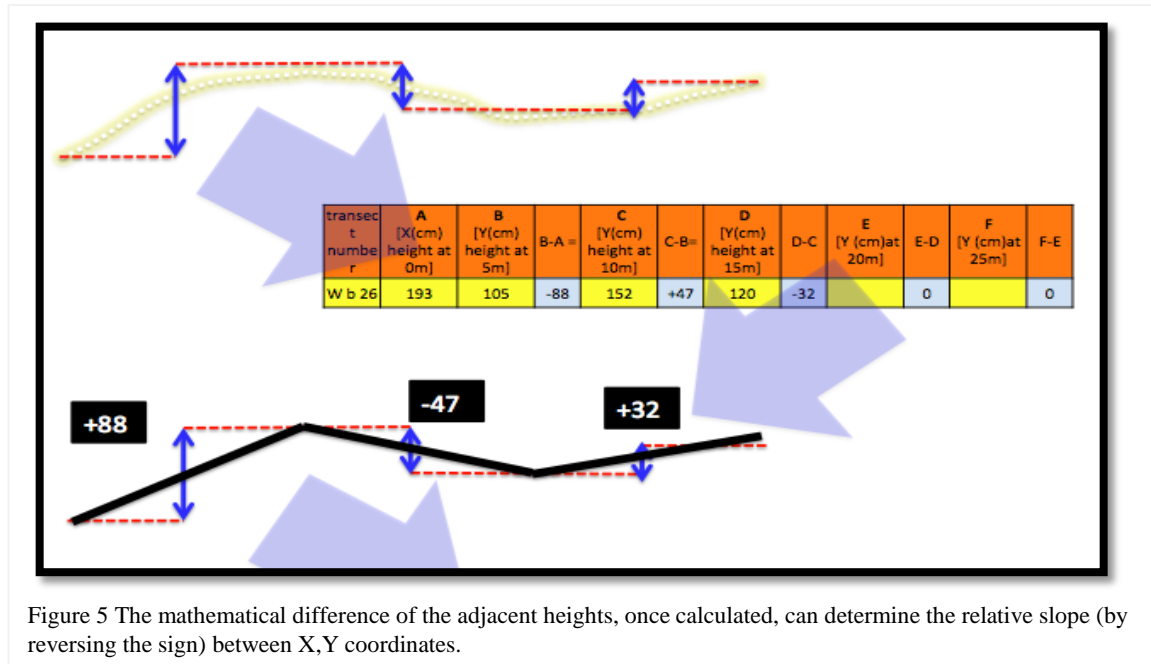 transec t numbe r A [X(cm) height at 0m] B [Y(cm) height at 5m] B-A = C [Y(cm) height at 10m] C-B= D [Y(cm) height at 15m] D-C E [Y (cm)at 20m] E-D F [Y (cm)at 25m] F-E
W b 26 193 105 -88 152 +47 120 -32 0 0
+88 -47 +32
Figure 5 The mathematical difference of the adjacent heights, once calculated, can determine the relative slope (by
reversing the sign) between X,Y coordinates.